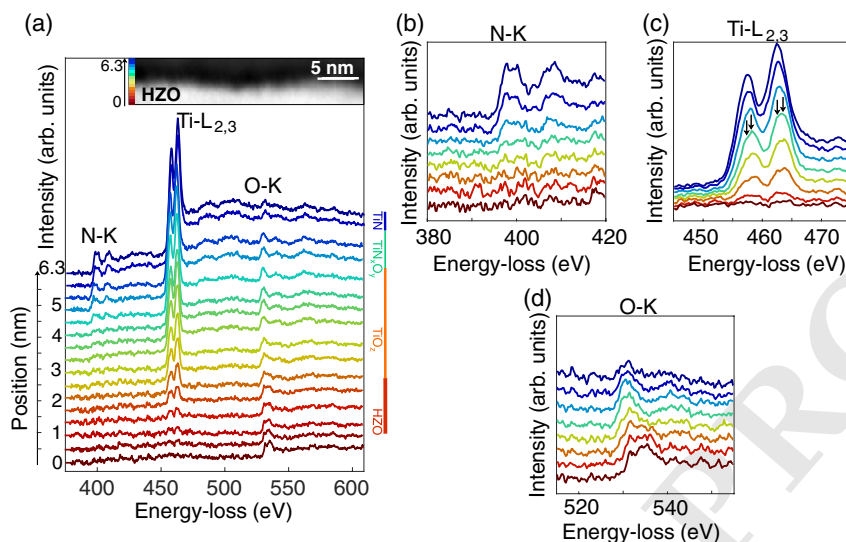 (a)
6.3
0
HZO
5 nm
Ti-L2,3
O-K
N-K
Intensity (arb. units)
Position (nm)
6.3
5
4
3
2
1
0
400
450
500
550
600
Energy-loss (eV)
TiN
TiNxOy
TiOz
HZO
(b)
N-K
Intensity (arb. units)
380
400
420
Energy-loss (eV)
(c)
Ti-L2,3
Intensity (arb. units)
450
460
470
Energy-loss (eV)
(d)
O-K
Intensity (arb. units)
520
540
Energy-loss (eV)
PRO